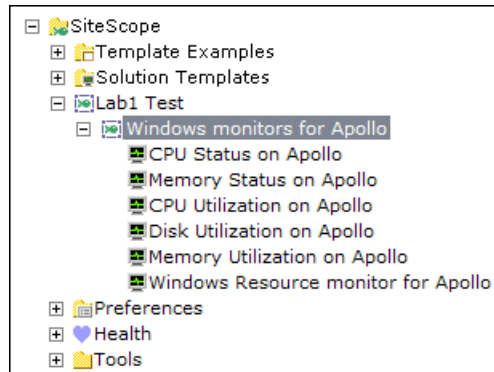 SiteScope
Template Examples
Solution Templates
Lab1 Test
Windows monitors for Apollo
CPU Status on Apollo
Memory Status on Apollo
CPU Utilization on Apollo
Disk Utilization on Apollo
Memory Utilization on Apollo
Windows Resource monitor for Apollo
Preferences
Health
Tools